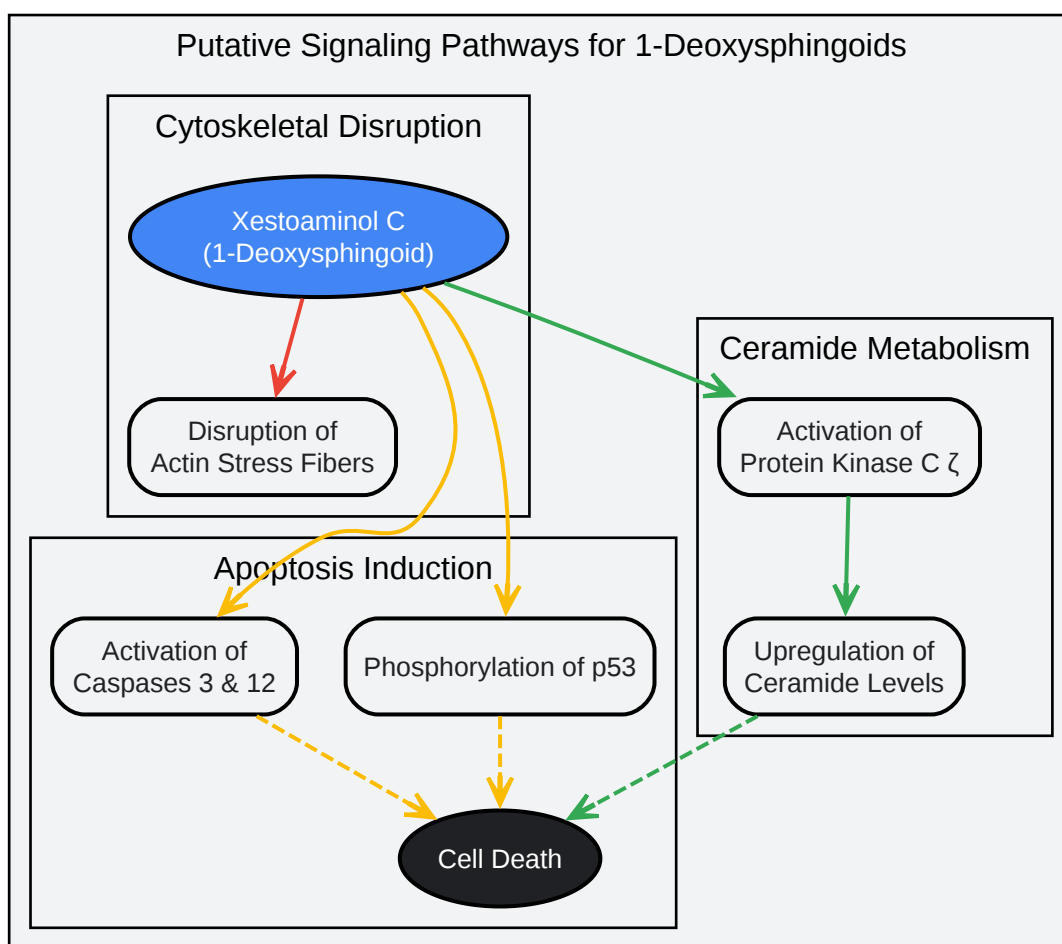 Putative Signaling Pathways for 1-Deoxysphingoids
Cytoskeletal Disruption
Xestoaminol C
(1-Deoxysphingoid)
Disruption of
Actin Stress Fibers
Ceramide Metabolism
Activation of
Protein Kinase C ζ
Apoptosis Induction
Activation of
Caspases 3 & 12
Phosphorylation of p53
Upregulation of
Ceramide Levels
Cell Death